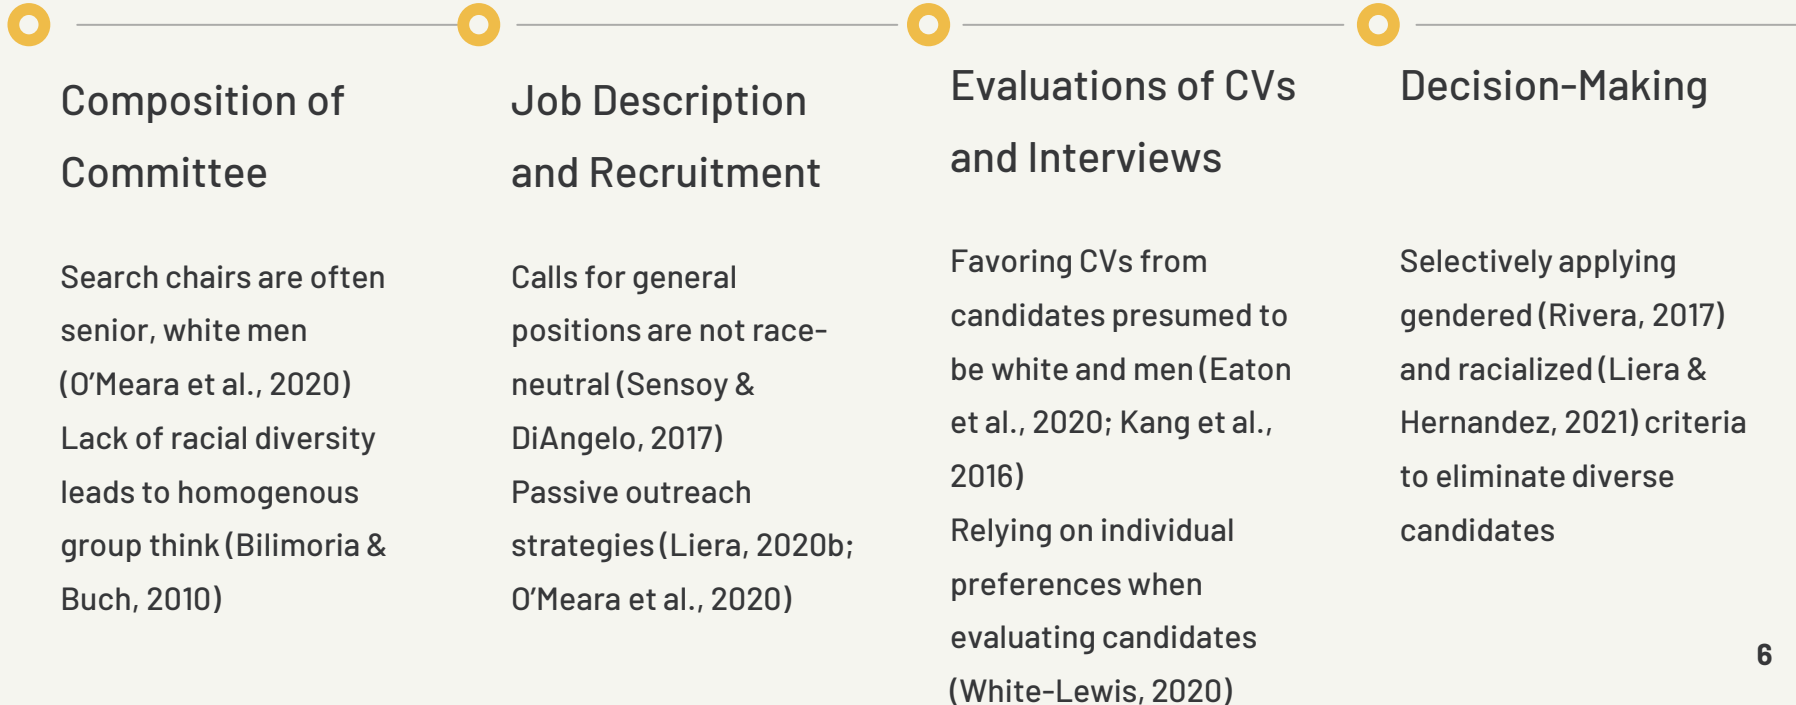 Composition of
Committee
Search chairs are often
senior, white men
(O'Meara et al., 2020)
Lack of racial diversity
leads to homogenous
group think (Bilimoria &
Buch, 2010)
Job Description
and Recruitment
Calls for general
positions are not race-
neutral (Sensoy &
DiAngelo, 2017)
Passive outreach
strategies (Liera, 2020b;
O'Meara et al., 2020)
Evaluations of CVs
and Interviews
Favoring CVs from
candidates presumed to
be white and men (Eaton
et al., 2020; Kang et al.,
2016)
Relying on individual
preferences when
evaluating candidates
(White-Lewis, 2020)
Decision-Making
Selectively applying
gendered (Rivera, 2017)
and racialized (Liera &
Hernandez, 2021) criteria
to eliminate diverse
candidates
6